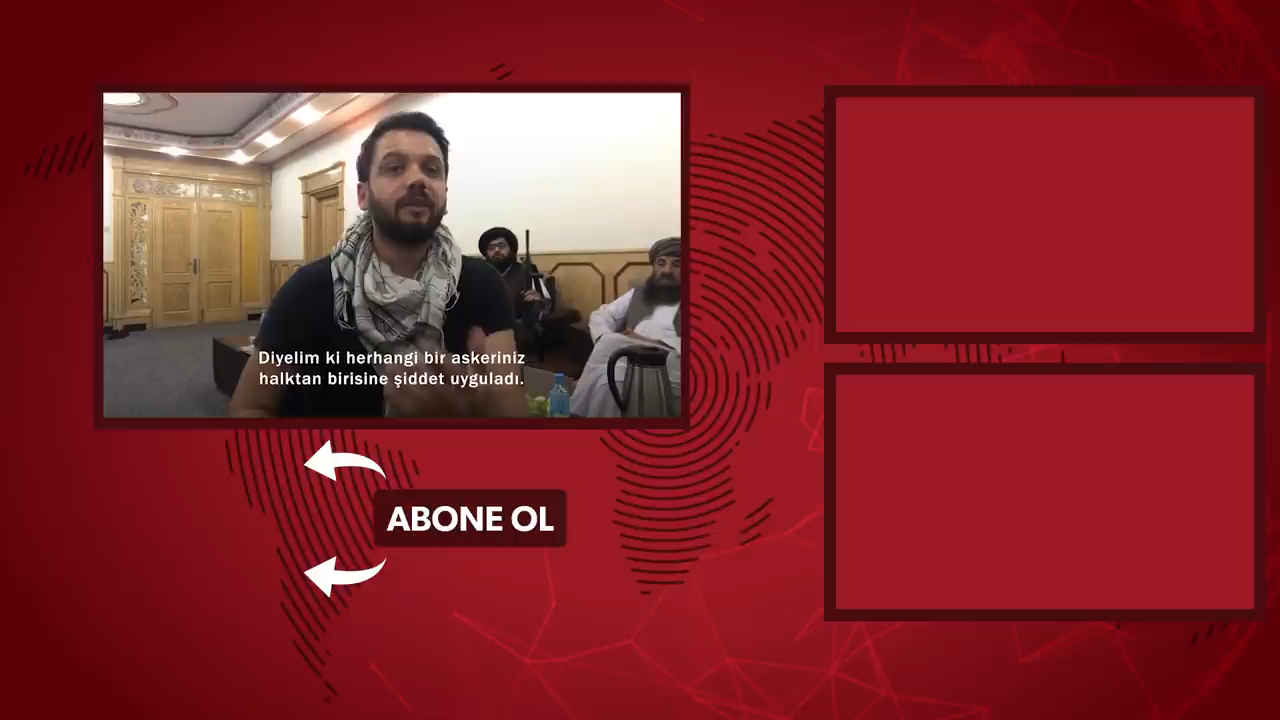 Diyelim ki herhangi bir askeriniz
halktan birisine şiddet uyguladı.
ABONE OL